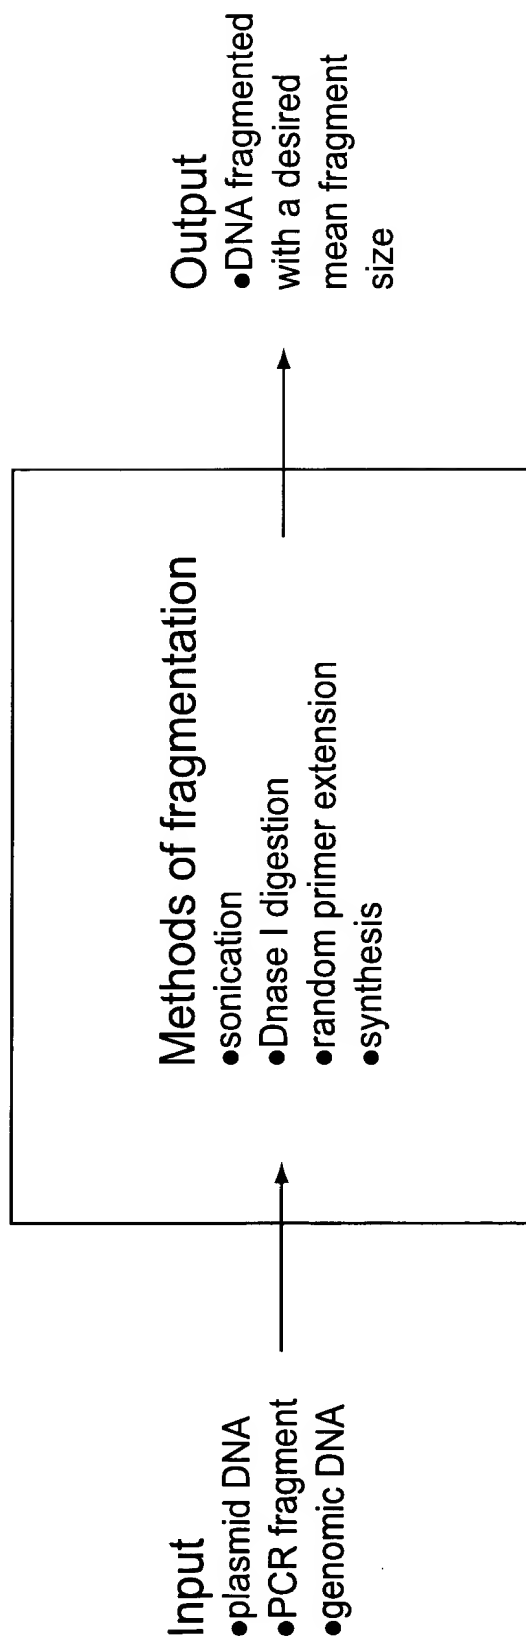 Input
•plasmid DNA
•PCR fragment
•genomic DNA
Methods of fragmentation
•sonication
•Dnase I digestion
•random primer extension
•synthesis
Output
•DNA fragmented
with a desired
mean fragment
size